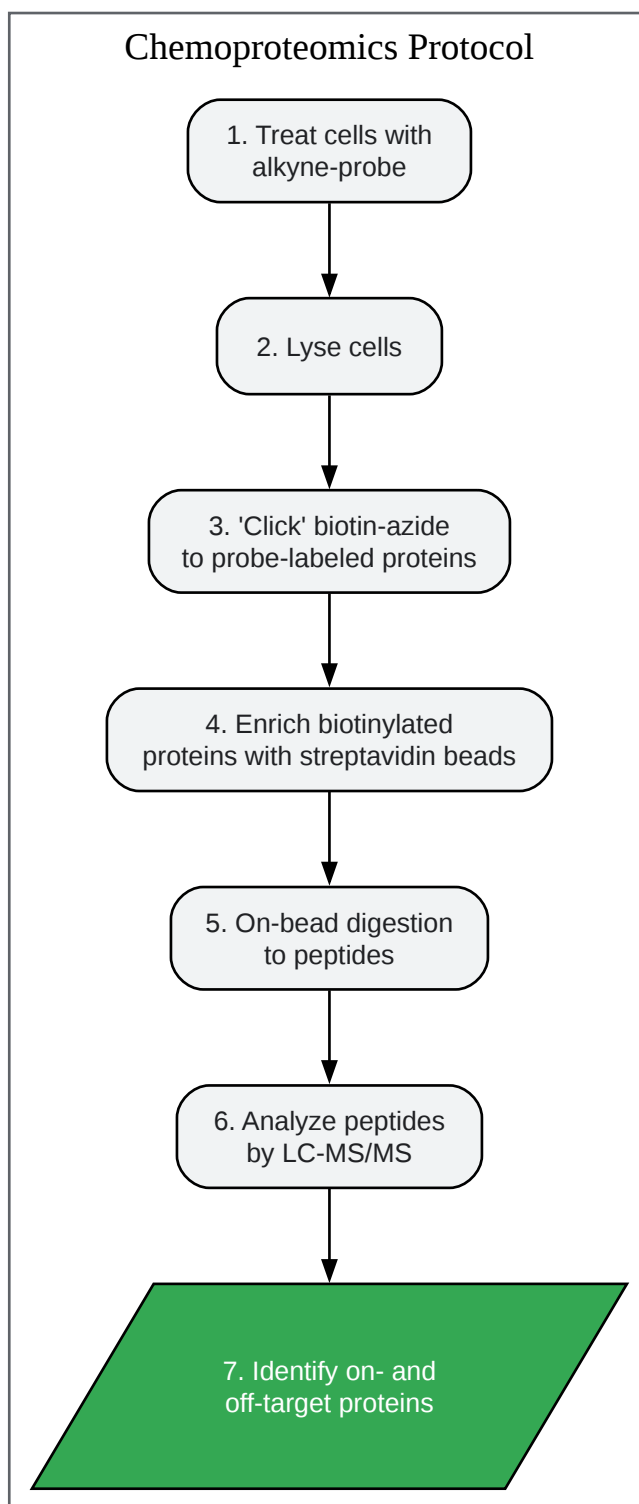 Chemoproteomics Protocol
1. Treat cells with
alkyne-probe
2. Lyse cells
3. 'Click' biotin-azide
to probe-labeled proteins
4. Enrich biotinylated
proteins with streptavidin beads
5. On-bead digestion
to peptides
6. Analyze peptides
by LC-MS/MS
7. Identify on- and
off-target proteins